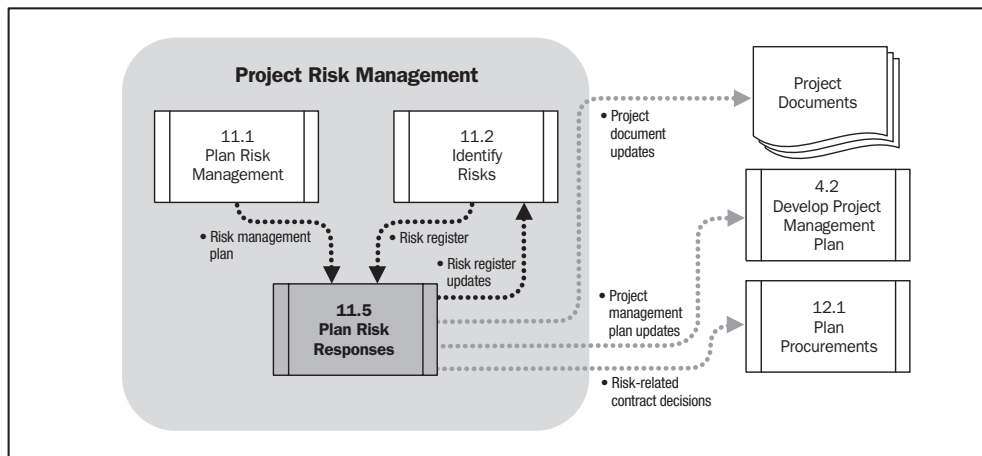 Project Risk Management
11.1
Plan Risk
Management
11.2
Identify
Risks
• Risk management
plan
• Risk register
• Risk register
updates
11.5
Plan Risk
Responses
• Project
document
updates
• Project
management
plan updates
• Risk-related
contract decisions
Project
Documents
4.2
Develop Project
Management
Plan
12.1
Plan
Procurements